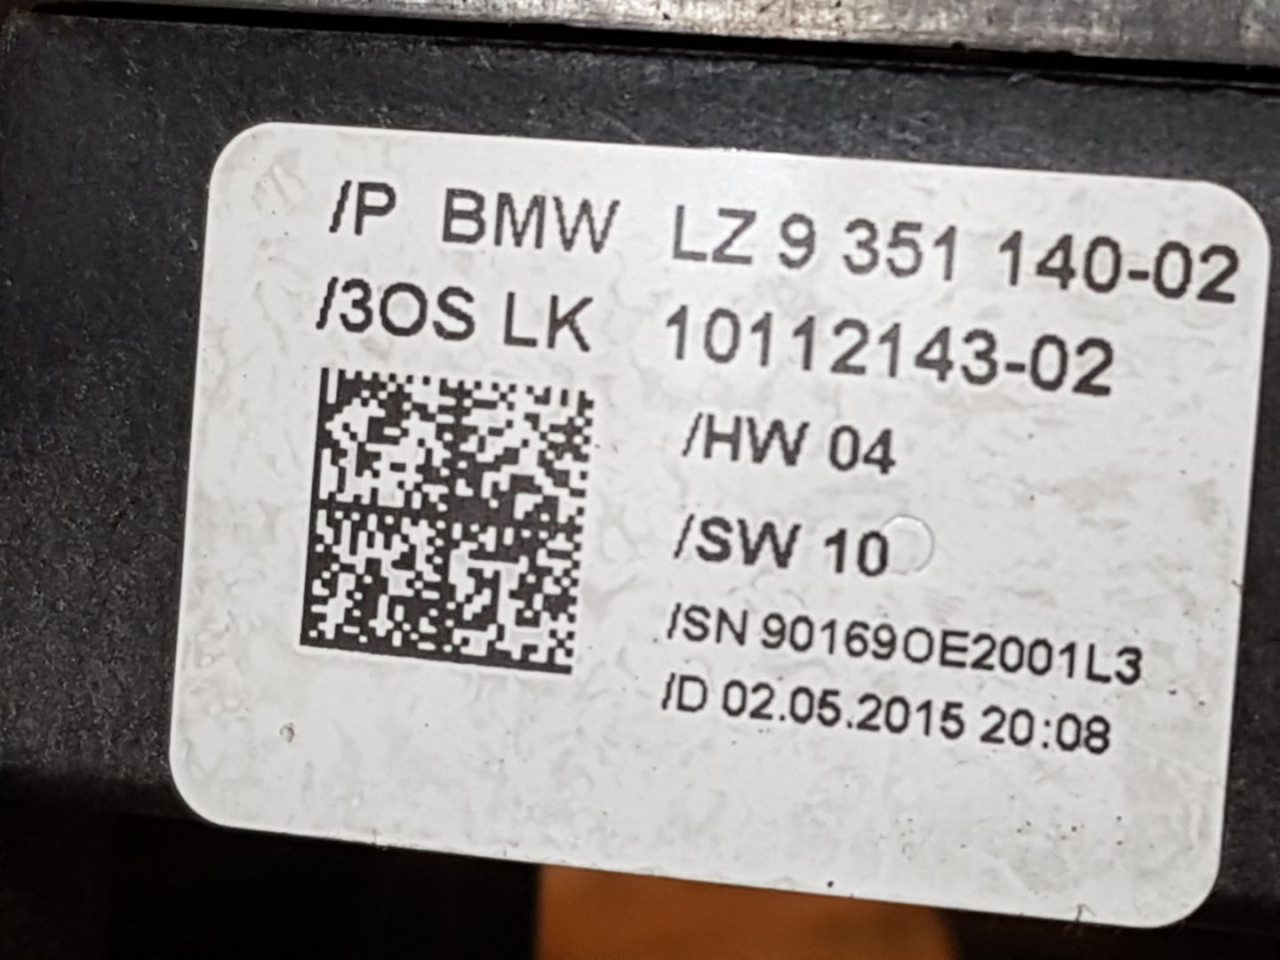 /P BMW LZ 9 351 140-02
/3OS LK 10112143-02
/HW 04
/SW 10
/SN 90169OE2001L3
/D 02.05.2015 20:08